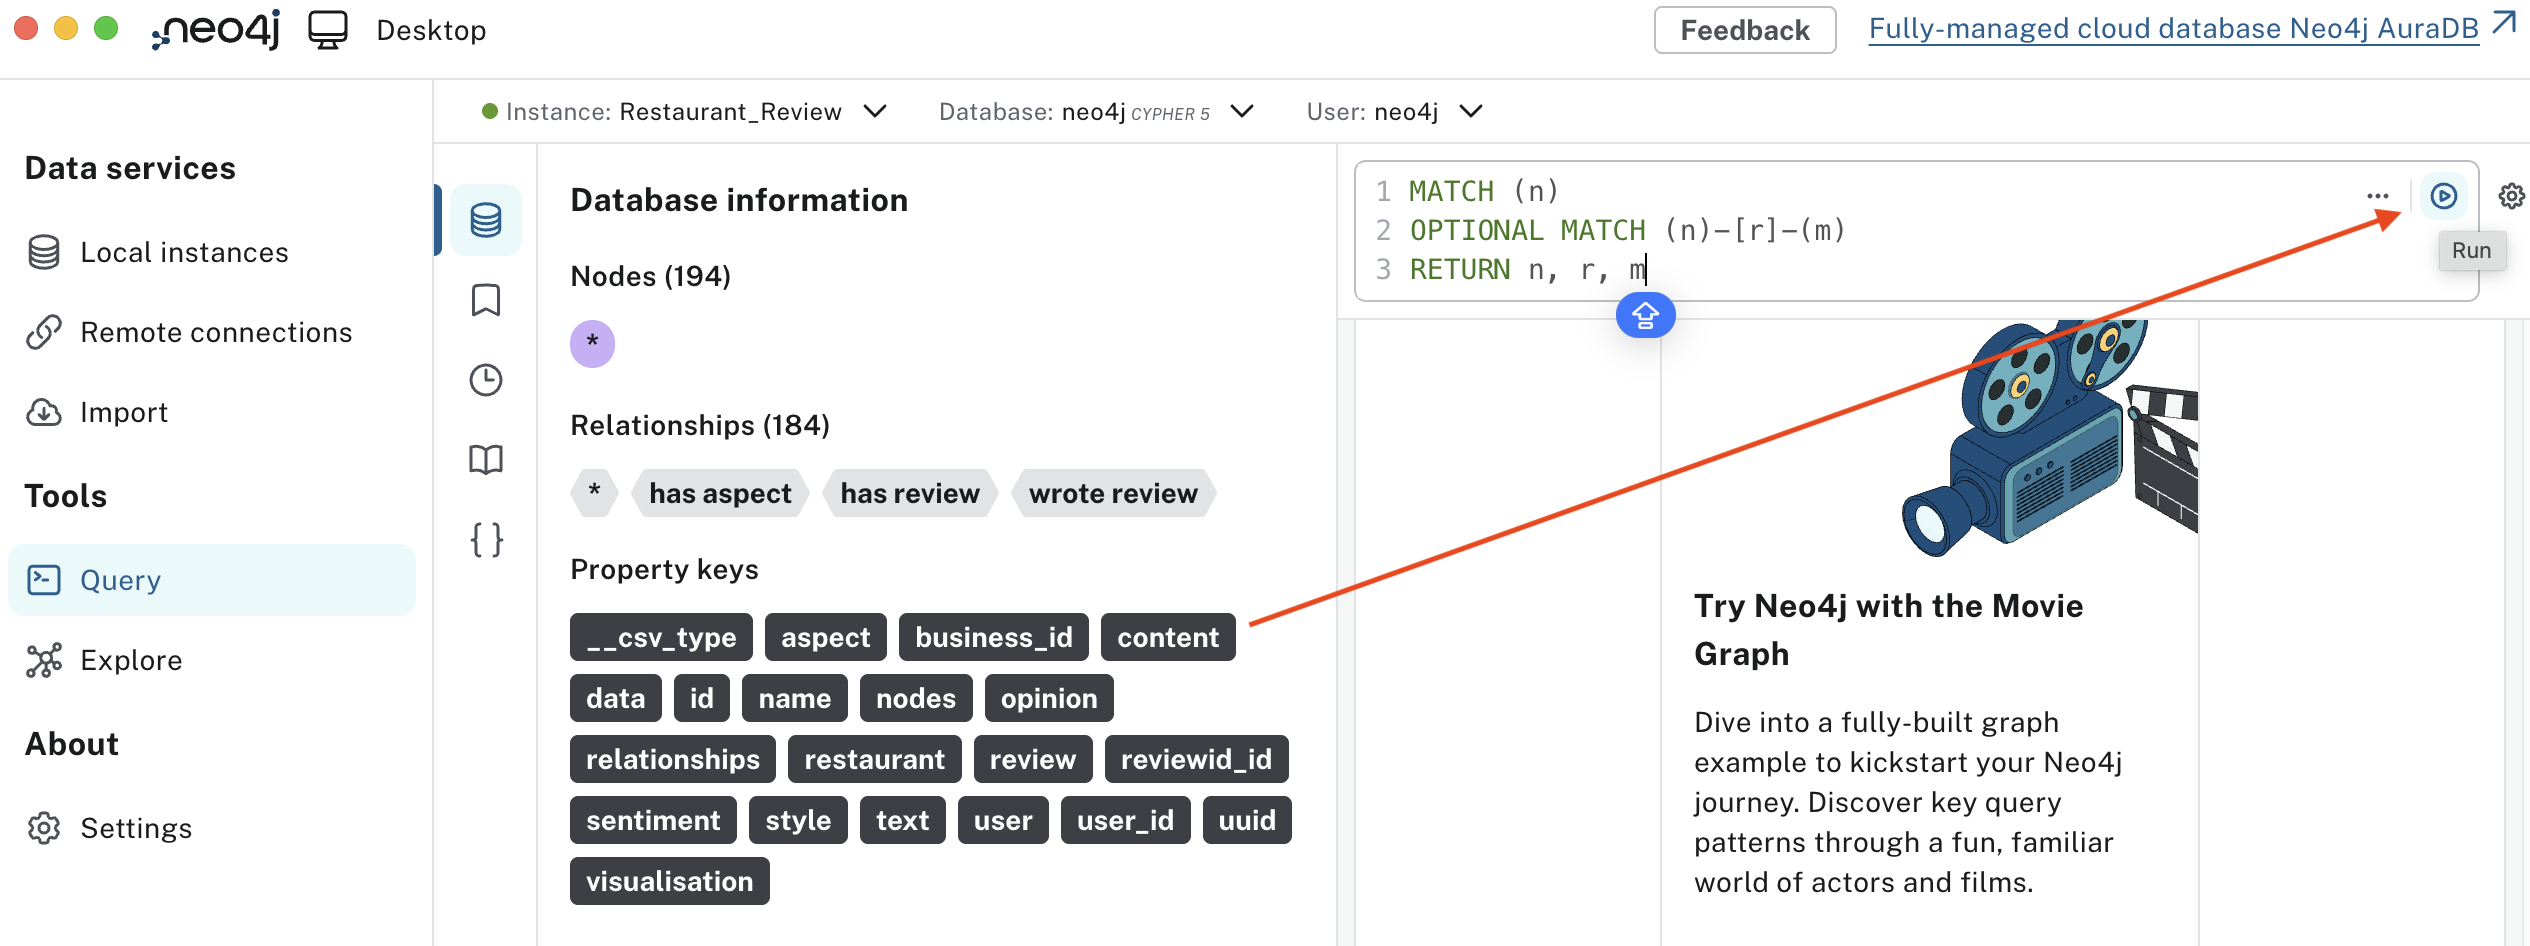 neo4j Desktop Feedback Fully-managed cloud database Neo4j AuraDB
Instance: Restaurant_Review Database: neo4j CYPHER 5 User: neo4j
Data services
Local instances
Remote connections
Import
Tools
Query
Explore
About
Settings
Database information
Nodes (194)
*
Relationships (184)
* has aspect has review wrote review
Property keys
__csv_type aspect business_id content
data id name nodes opinion
relationships restaurant review reviewid_id
sentiment style text user user_id uuid
visualisation
1 MATCH (n)
2 OPTIONAL MATCH (n)-[r]-(m)
3 RETURN n, r, m
Run
Try Neo4j with the Movie
Graph
Dive into a fully-built graph
example to kickstart your Neo4j
journey. Discover key query
patterns through a fun, familiar
world of actors and films.